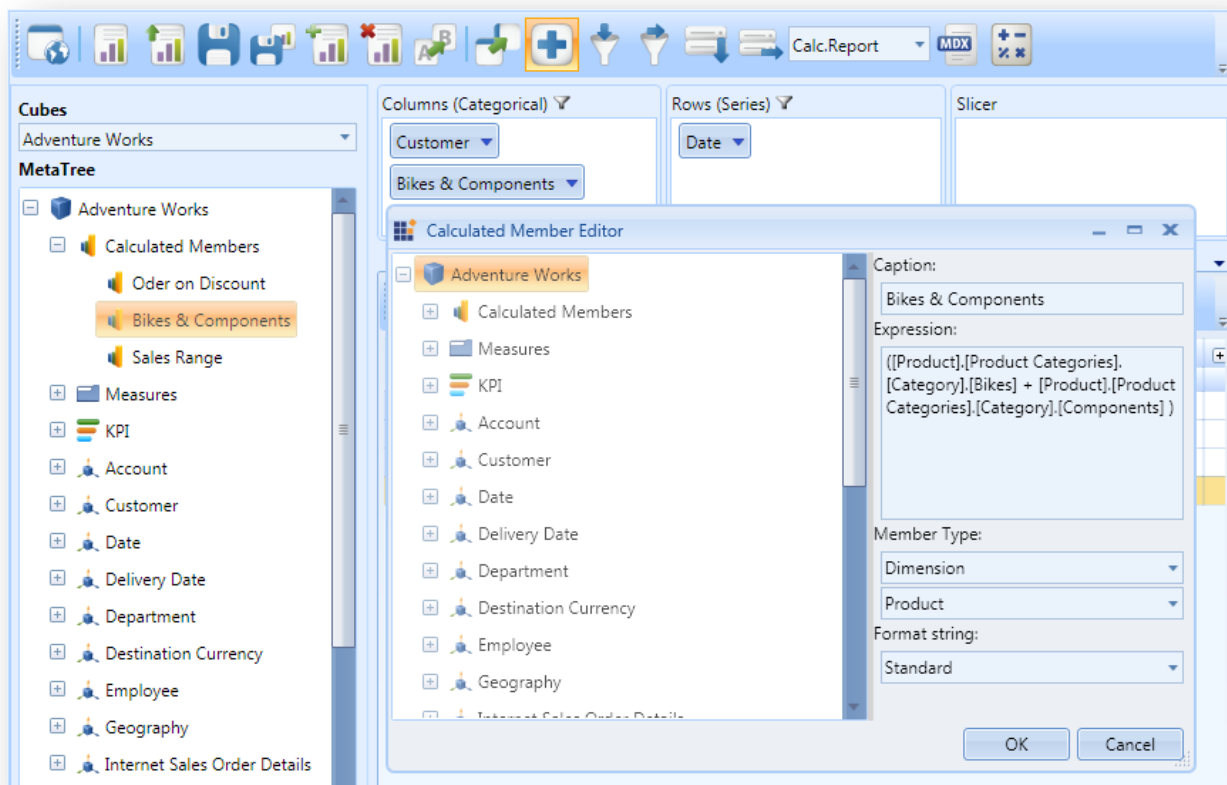 A B
Calc.Report
MDX
Cubes
Adventure Works
MetaTree
Adventure Works
Calculated Members
Oder on Discount
Bikes & Components
Sales Range
Measures
KPI
Account
Customer
Date
Delivery Date
Department
Destination Currency
Employee
Geography
Internet Sales Order Details
Columns (Categorical)
Customer
Bikes & Components
Rows (Series)
Date
Slicer
Calculated Member Editor
Adventure Works
Calculated Members
Measures
KPI
Account
Customer
Date
Delivery Date
Department
Destination Currency
Employee
Geography
Internet Sales Order Details
Caption:
Bikes & Components
Expression:
([Product].[Product Categories].
[Category].[Bikes] + [Product].[Product
Categories].[Category].[Components] )
Member Type:
Dimension
Product
Format string:
Standard
OK
Cancel